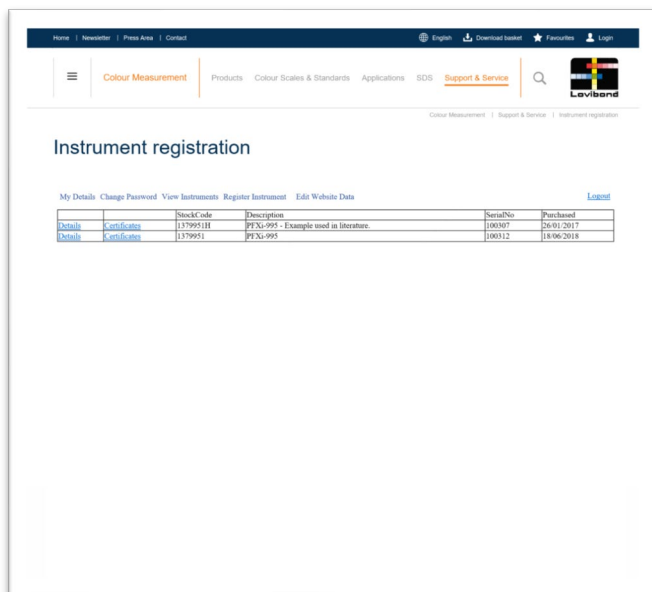 Home | Newsletter | Press Area | Contact English Download basket Favourites Login
Colour Measurement Products Colour Scales & Standards Applications SDS Support & Service Lovibond
Colour Measurement | Support & Service | Instrument registration
Instrument registration
My Details Change Password View Instruments Register Instrument Edit Website Data Logout
StockCode Description SerialNo Purchased
Details Certificates 1379951H PFXi-995 - Example used in literature. 100307 26/01/2017
Details Certificates 1379951 PFXi-995 100312 18/06/2018